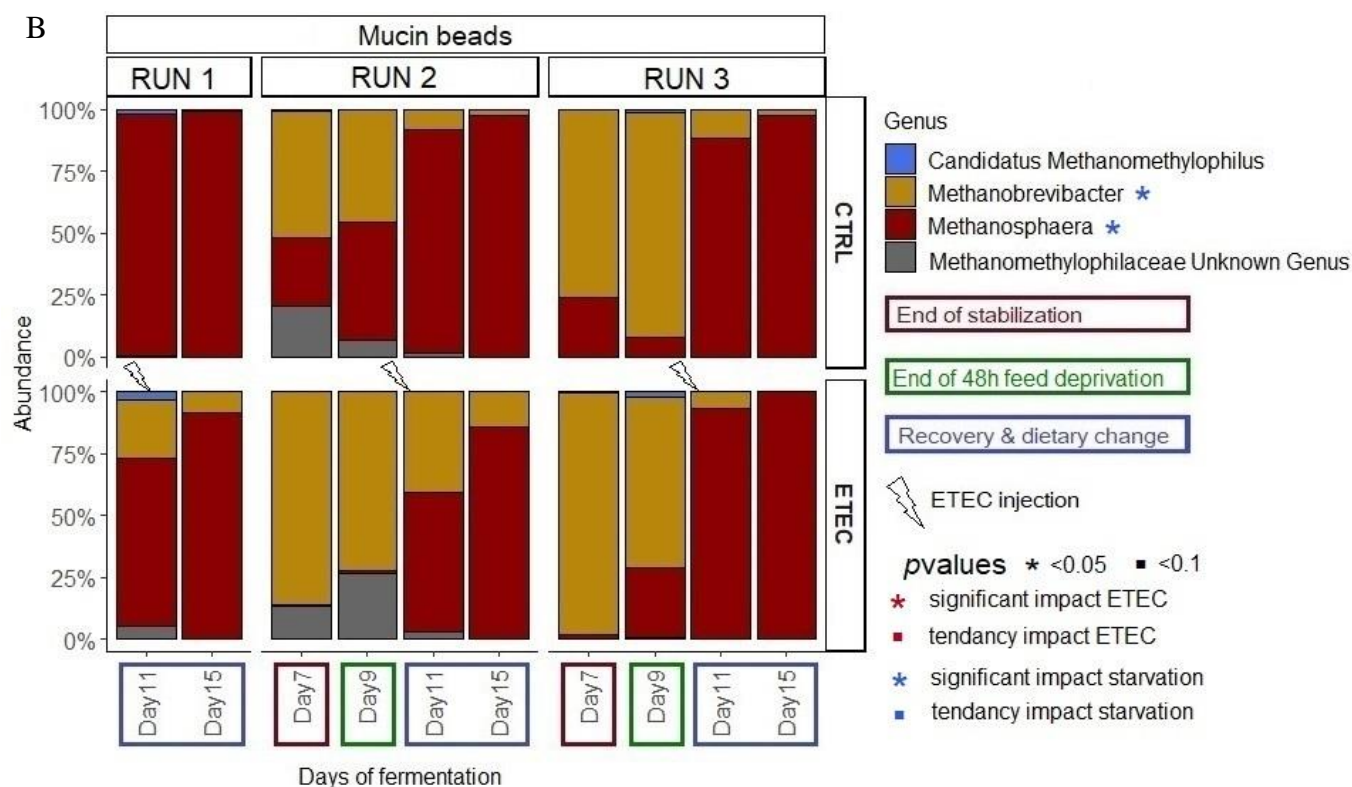 B
Mucin beads
RUN 1
RUN 2
RUN 3
100%
75%
50%
25%
0%
CTRL
100%
75%
50%
25%
0%
ETEC
Abundance
Day11
Day15
Day7
Day9
Day11
Day15
Day7
Day9
Day11
Day15
Days of fermentation
Genus
Candidatus Methanomethylophilus
Methanobrevibacter *
Methanosphaera *
Methanomethylophilaceae Unknown Genus
End of stabilization
End of 48h feed deprivation
Recovery & dietary change
ETEC injection
pvalues * <0.05 ▪ <0.1
* significant impact ETEC
▪ tendancy impact ETEC
* significant impact starvation
▪ tendancy impact starvation